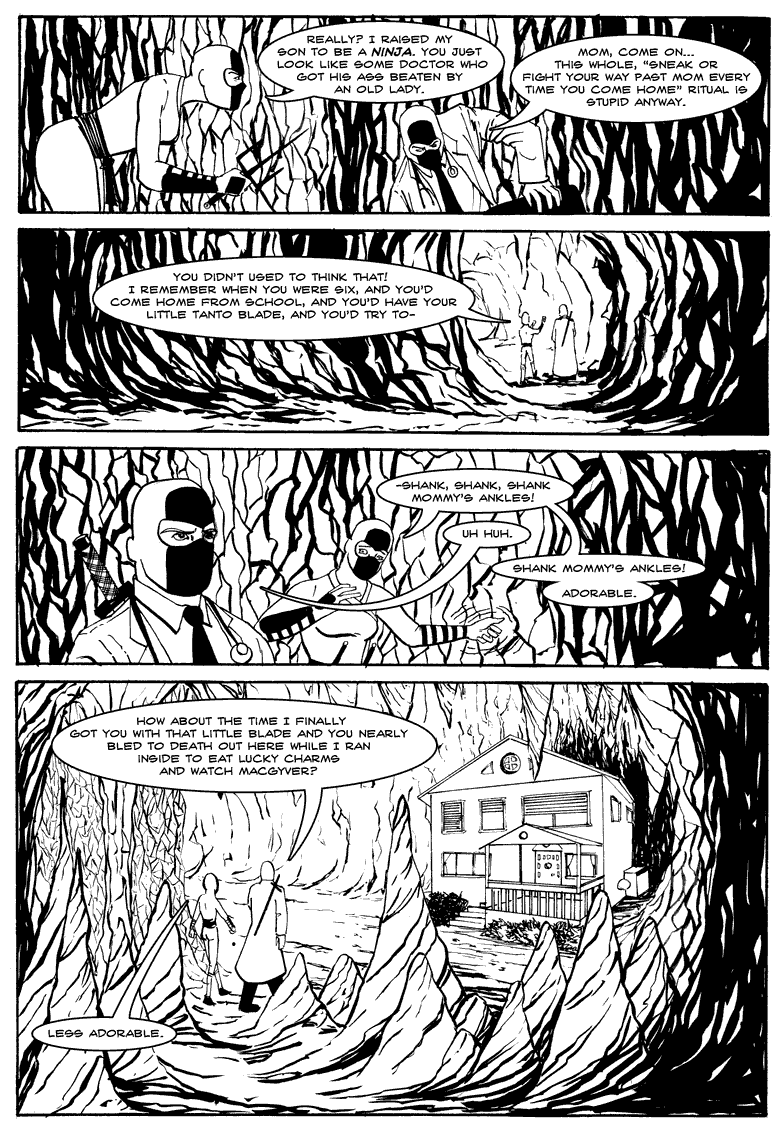 REALLY? I RAISED MY
SON TO BE A NINJA. YOU JUST
LOOK LIKE SOME DOCTOR WHO
GOT HIS ASS BEATEN BY
AN OLD LADY.
MOM, COME ON...
THIS WHOLE, "SNEAK OR
FIGHT YOUR WAY PAST MOM EVERY
TIME YOU COME HOME" RITUAL IS
STUPID ANYWAY.
YOU DIDN'T USED TO THINK THAT!
I REMEMBER WHEN YOU WERE SIX, AND YOU'D
COME HOME FROM SCHOOL, AND YOU'D HAVE YOUR
LITTLE TANTO BLADE, AND YOU'D TRY TO-
-SHANK, SHANK, SHANK
MOMMY'S ANKLES!
UH HUH.
SHANK MOMMY'S ANKLES!
ADORABLE.
HOW ABOUT THE TIME I FINALLY
GOT YOU WITH THAT LITTLE BLADE AND YOU NEARLY
BLED TO DEATH OUT HERE WHILE I RAN
INSIDE TO EAT LUCKY CHARMS
AND WATCH MACGYVER?
LESS ADORABLE.